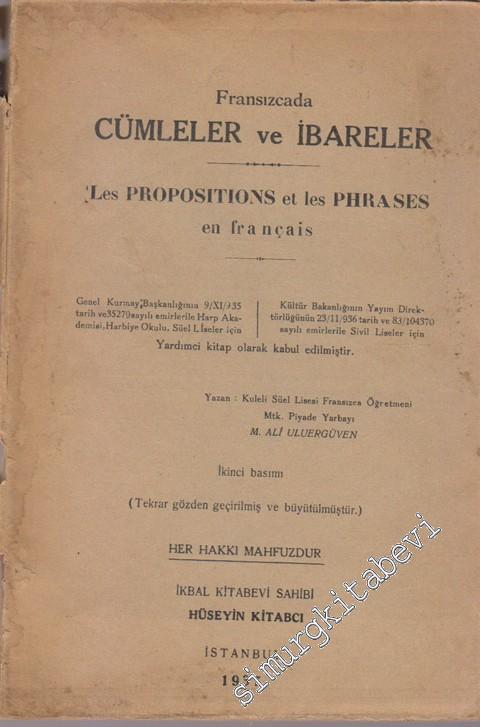 Fransızcada
CÜMLELER ve İBARELER
Les PROPOSITIONS et les PHRASES
en français
Genel Kurmay Başkanlığının 9/XI/935
tarih ve 35270 sayılı emirlerile Harp Aka-
demisi, Harbiye Okulu, Süel Liseler için
Kültür Bakanlığının Yayım Direk-
törlüğünün 23/11/936 tarih ve 83/104370
sayılı emirlerile Sivil Liseler için
Yardımcı kitap olarak kabul edilmiştir.
Yazan : Kuleli Süel Lisesi Fransızca Öğretmeni
Mtk. Piyade Yarbayı
M. ALİ ULUERGÜVEN
İkinci basımı
(Tekrar gözden geçirilmiş ve büyütülmüştür.)
HER HAKKI MAHFUZDUR
İKBAL KİTABEVİ SAHİBİ
HÜSEYİN KİTABCI
İSTANBUL
simurgkitabevi